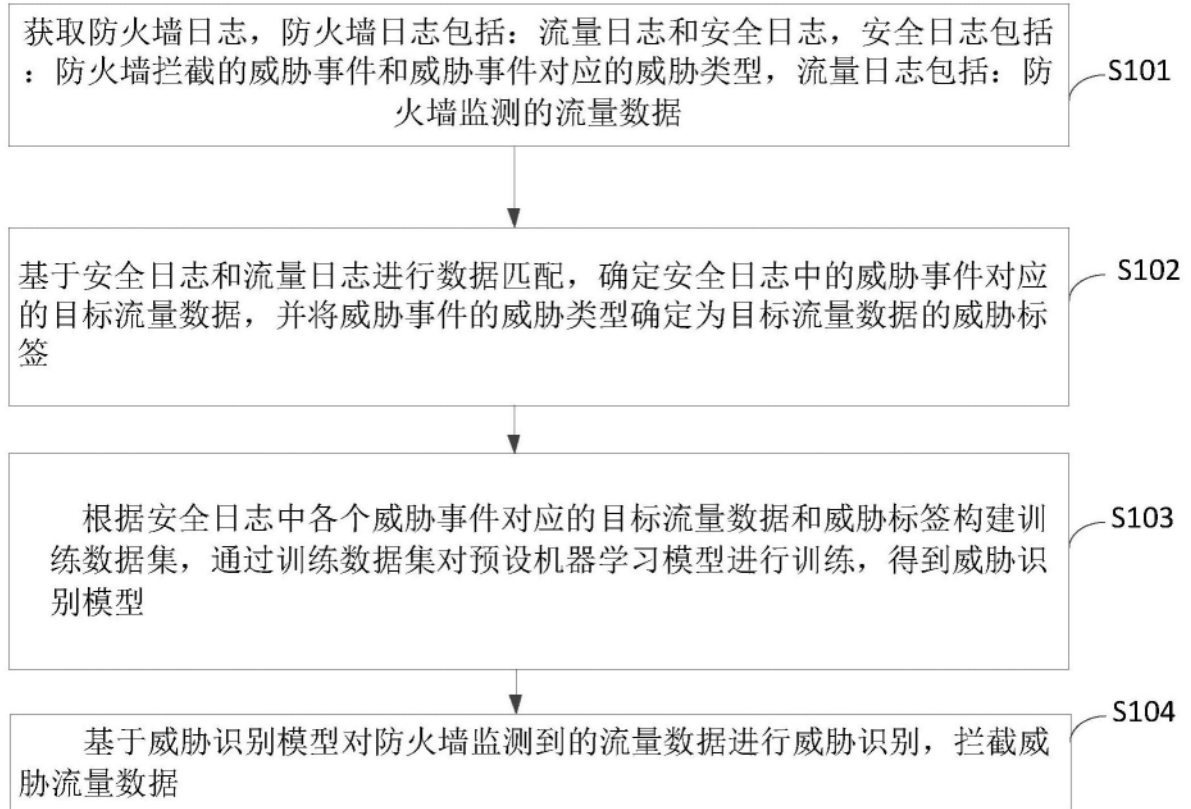 获取防火墙日志，防火墙日志包括：流量日志和安全日志，安全日志包括
：防火墙拦截的威胁事件和威胁事件对应的威胁类型，流量日志包括：防
火墙监测的流量数据
S101
基于安全日志和流量日志进行数据匹配，确定安全日志中的威胁事件对应
的目标流量数据，并将威胁事件的威胁类型确定为目标流量数据的威胁标
签
S102
根据安全日志中各个威胁事件对应的目标流量数据和威胁标签构建训
练数据集，通过训练数据集对预设机器学习模型进行训练，得到威胁识
别模型
S103
基于威胁识别模型对防火墙监测到的流量数据进行威胁识别，拦截威
胁流量数据
S104